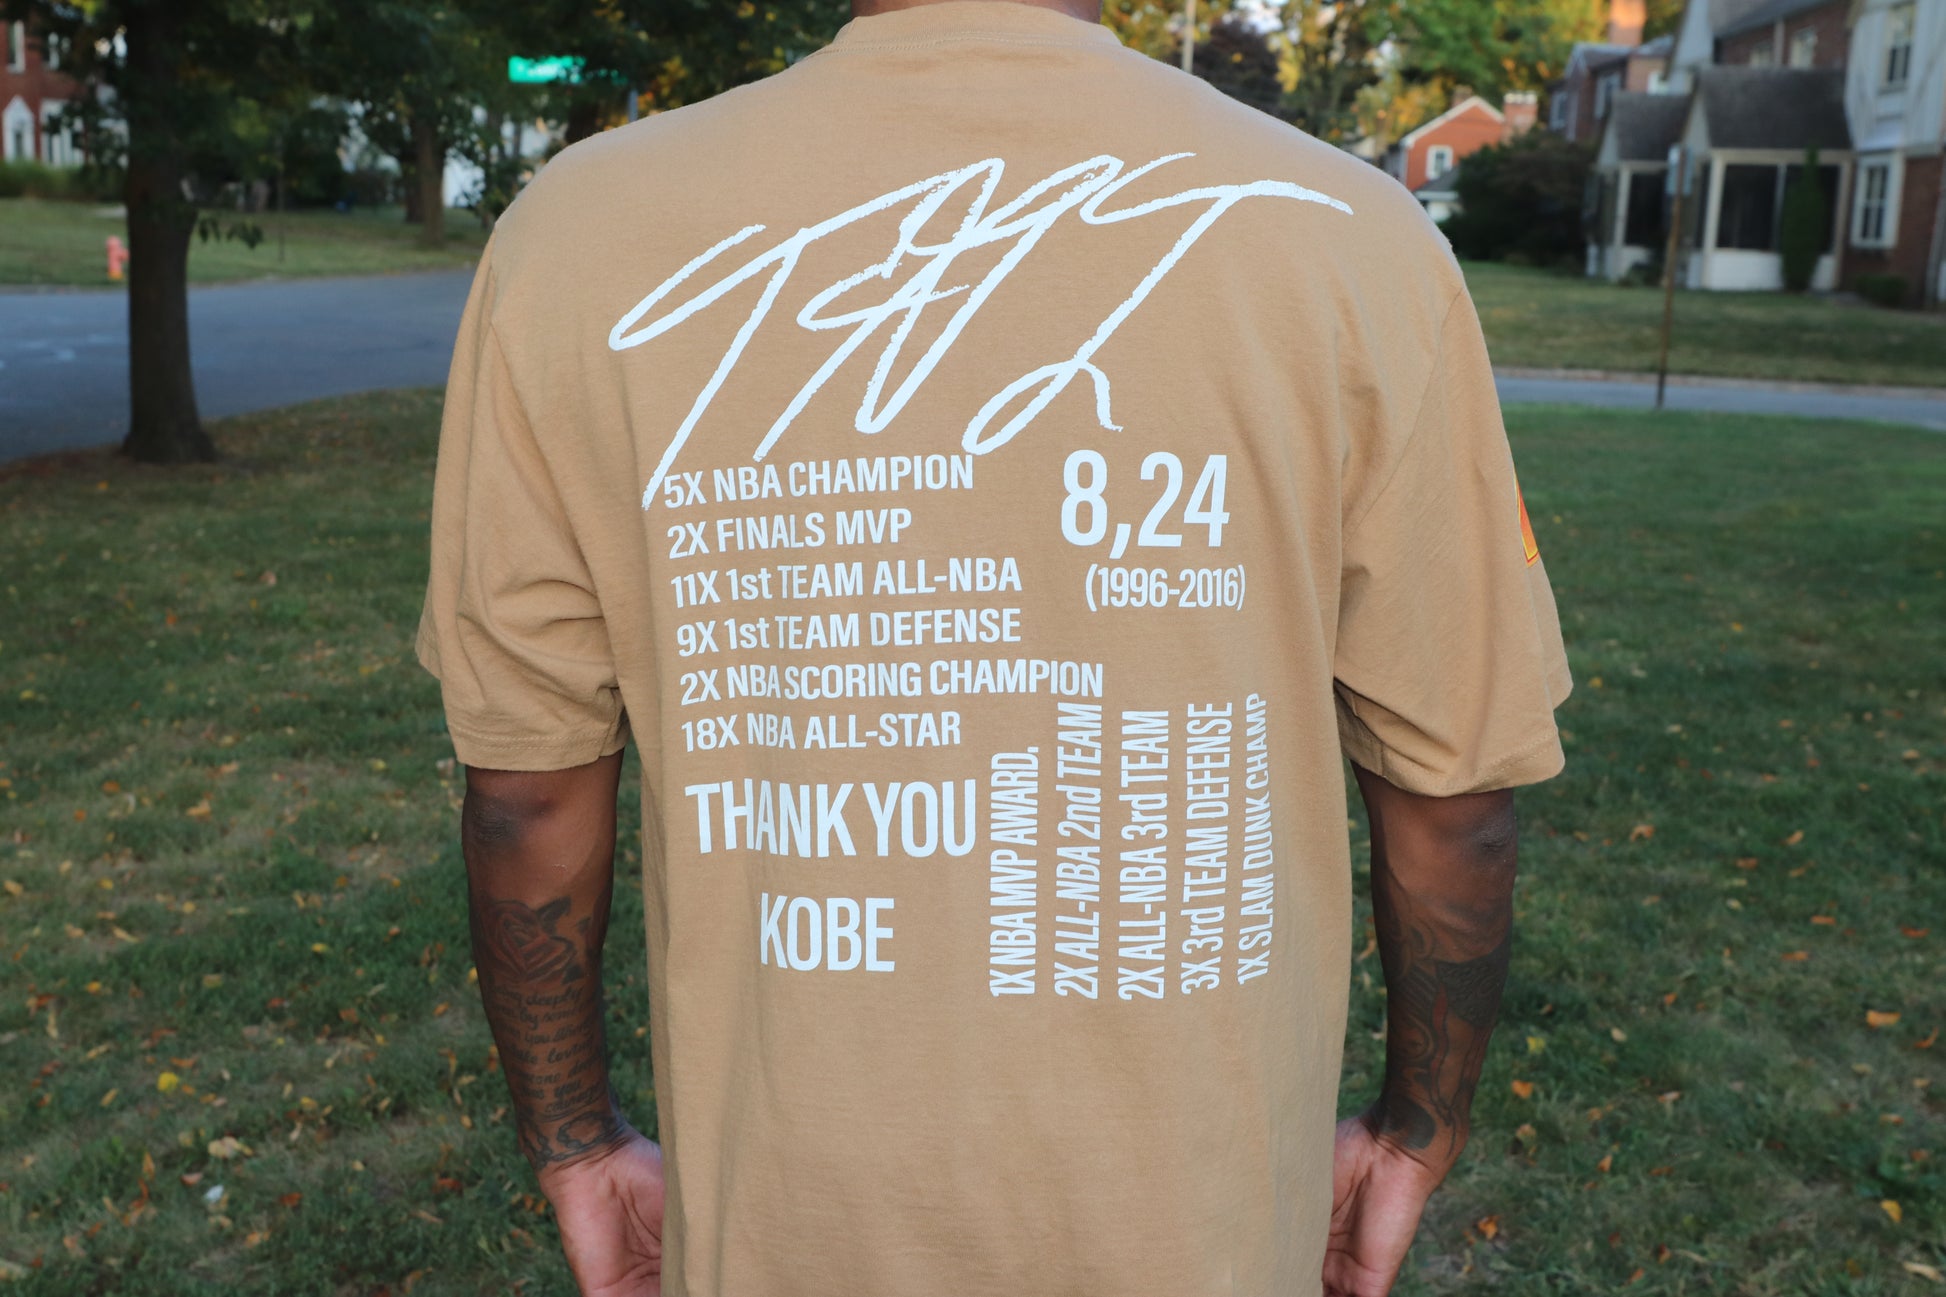 5X NBA CHAMPION
2X FINALS MVP
11X 1st TEAM ALL-NBA
9X 1st TEAM DEFENSE
2X NBA SCORING CHAMPION
18X NBA ALL-STAR
8,24
(1996-2016)
THANK YOU
KOBE
1X NBA MVP AWARD.
2X ALL-NBA 2nd TEAM
2X ALL-NBA 3rd TEAM
3X 3rd TEAM DEFENSE
1X SLAM DUNK CHAMP